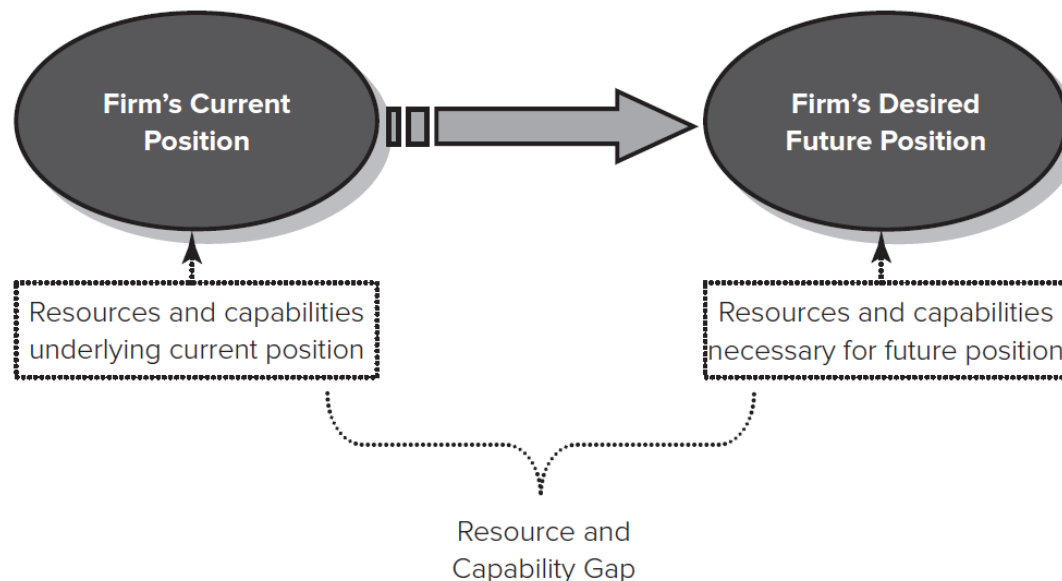 Firm's Current
Position
Firm's Desired
Future Position
Resources and capabilities
underlying current position
Resources and capabilities
necessary for future position
Resource and
Capability Gap